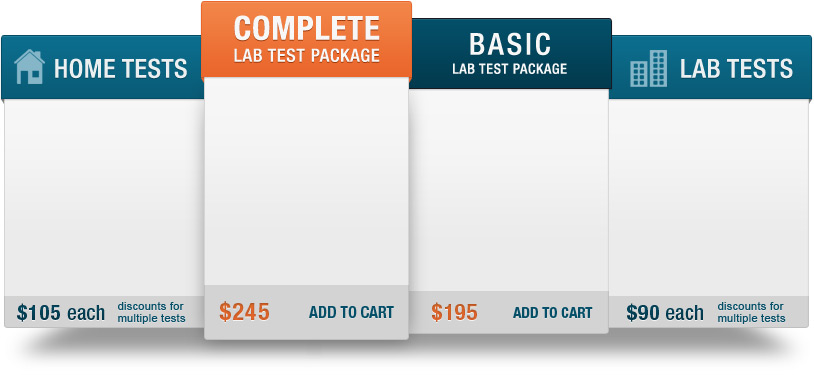 HOME TESTS
COMPLETE
LAB TEST PACKAGE
BASIC
LAB TEST PACKAGE
LAB TESTS
$105 each
discounts for
multiple tests
$245
ADD TO CART
$195
ADD TO CART
$90 each
discounts for
multiple tests